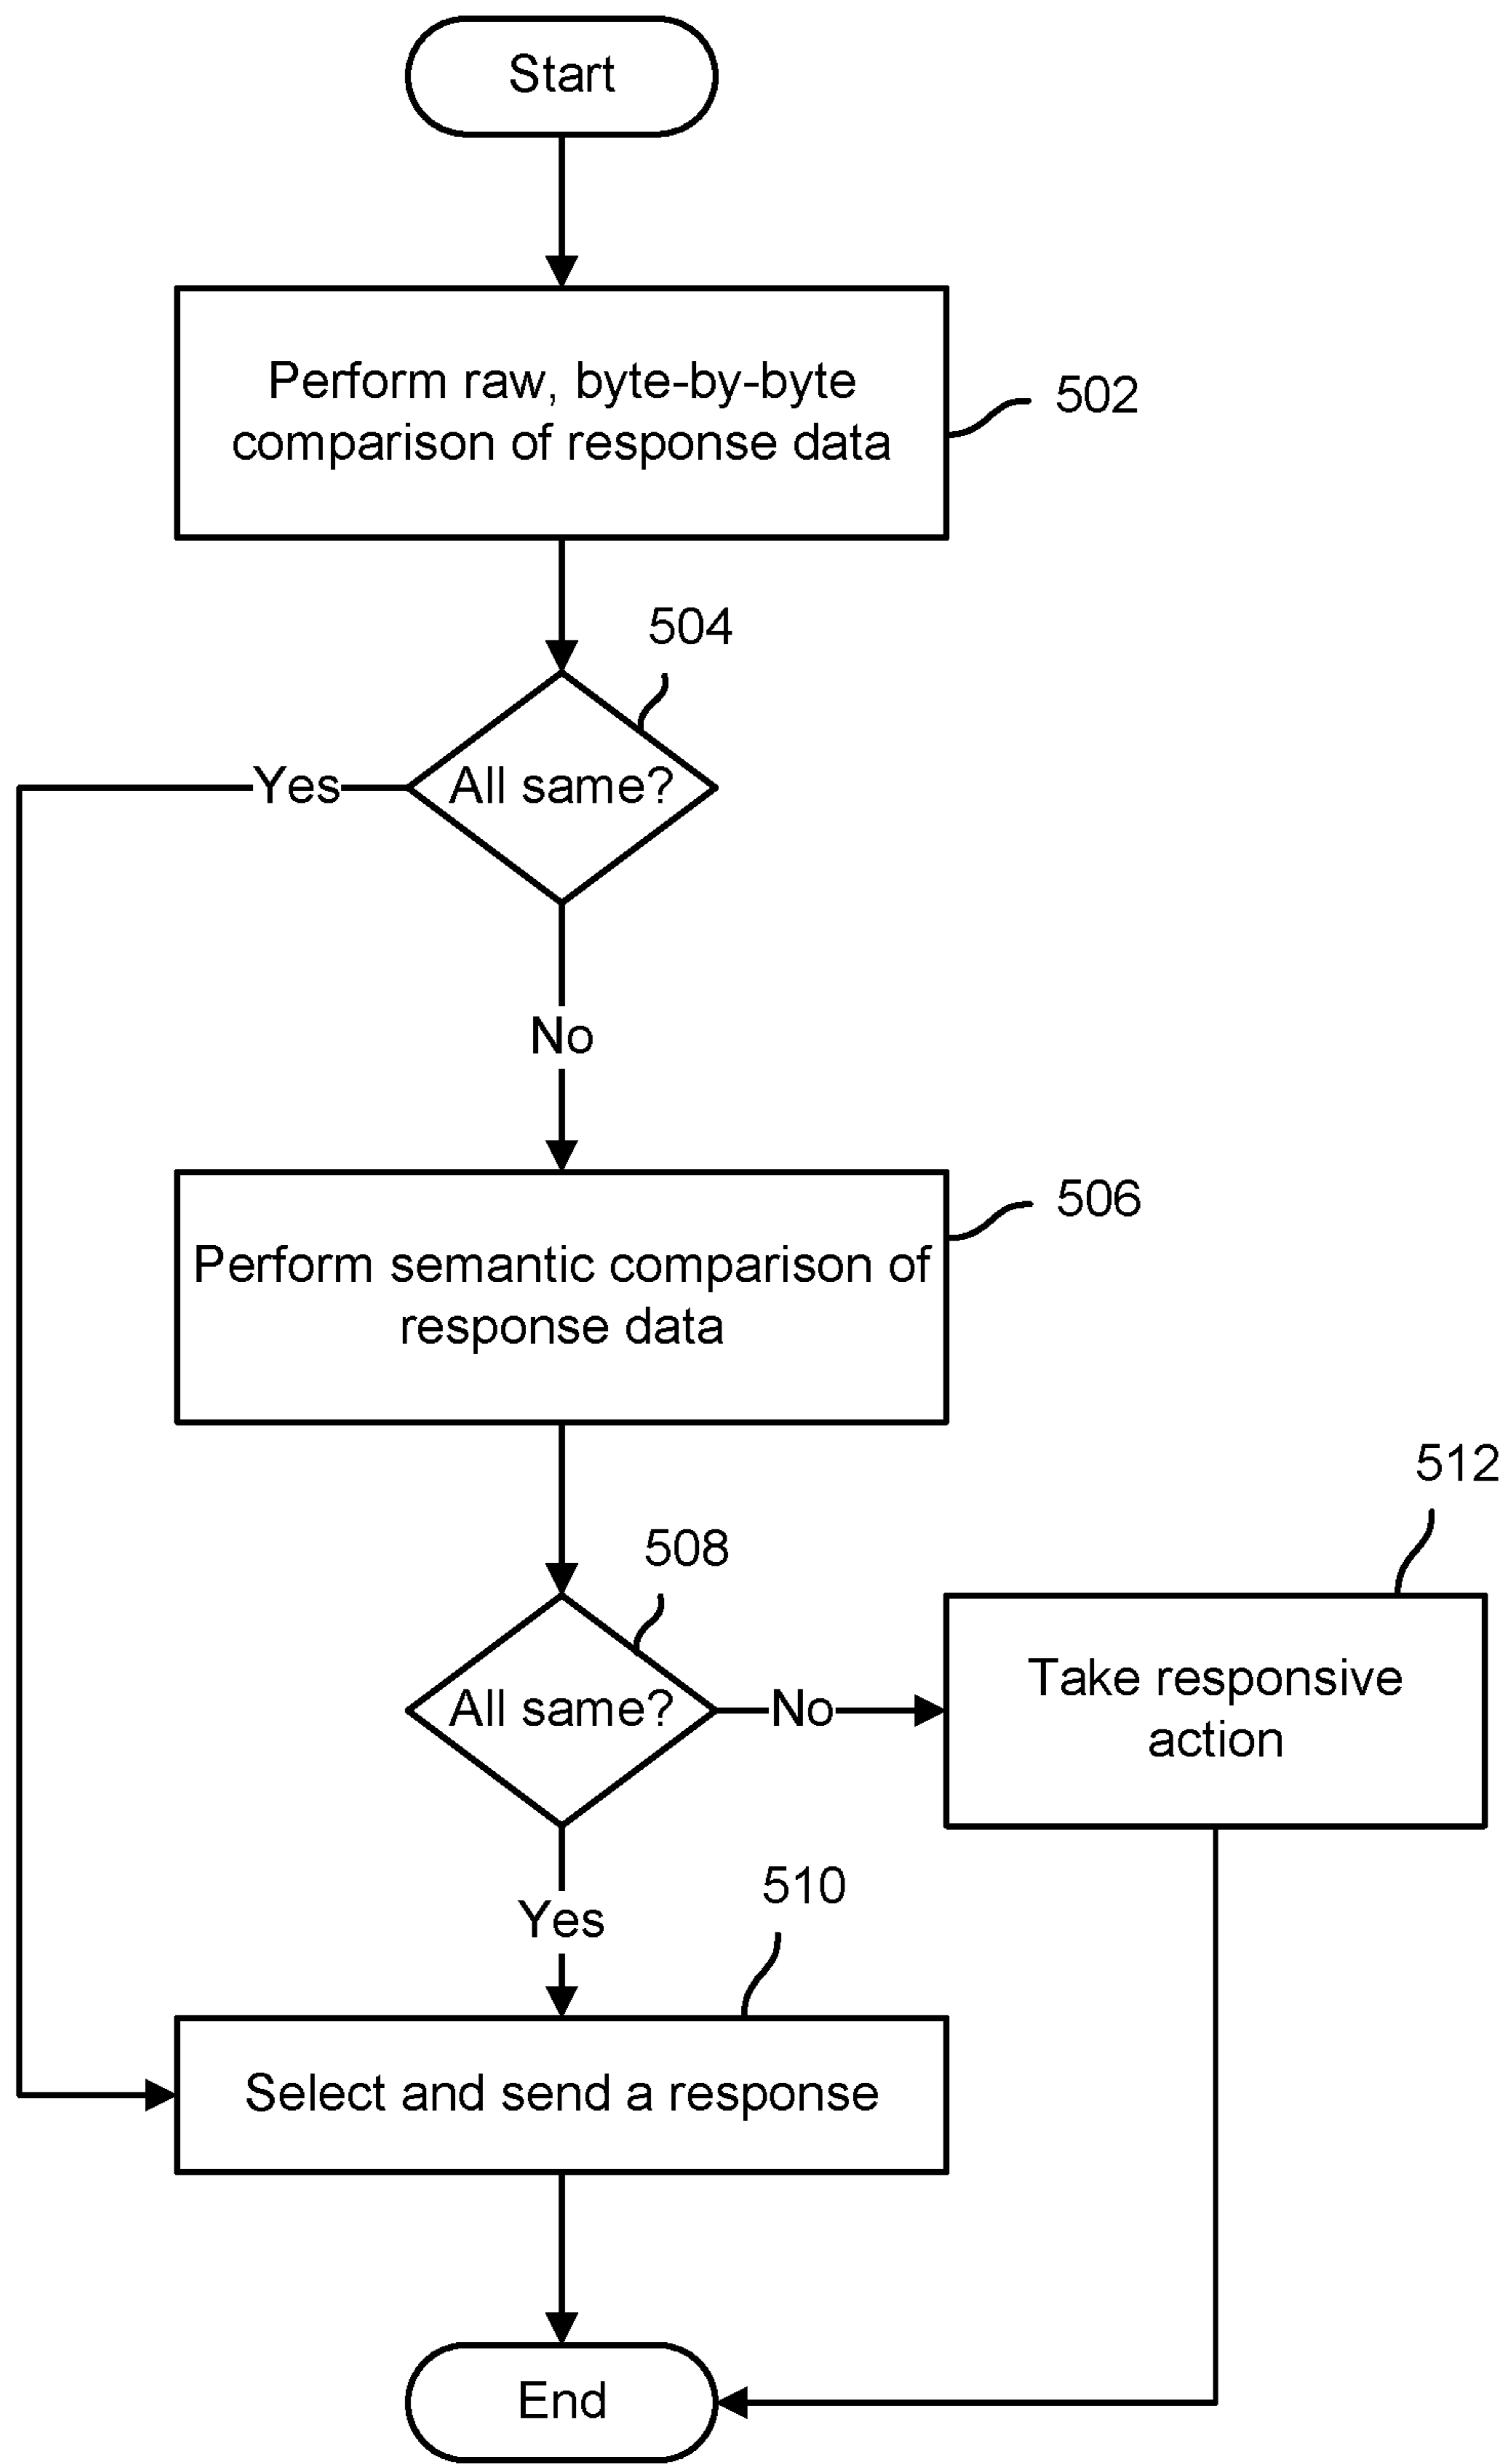 Start
Perform raw, byte-by-byte
comparison of response data
502
504
All same?
Yes
No
Perform semantic comparison of
response data
506
508
All same?
No
512
Take responsive
action
Yes
510
Select and send a response
End